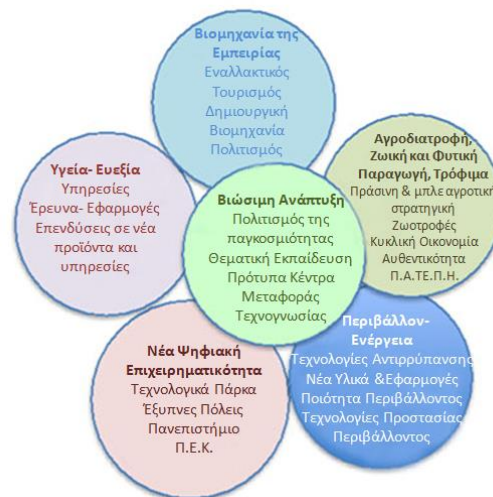 Βιομηχανία της
Εμπειρίας
Εναλλακτικός
Τουρισμός
Δημιουργική
Βιομηχανία
Πολιτισμός
Αγροδιατροφή,
Ζωική και Φυτική
Παραγωγή, Τρόφιμα
Πράσινη & μπλε αγροτική
στρατηγική
Ζωοτροφές
Κυκλική Οικονομία
Αυθεντικότητα
Π.Α.ΤΕ.Π.Η.
Υγεία- Ευεξία
Υπηρεσίες
Έρευνα- Εφαρμογές
Επενδύσεις σε νέα
προϊόντα και
υπηρεσίες
Βιώσιμη Ανάπτυξη
Πολιτισμός της
παγκοσμιότητας
Θεματική Εκπαίδευση
Πρότυπα Κέντρα
Μεταφοράς
Τεχνογνωσίας
Περιβάλλον-
Ενέργεια
Τεχνολογίες Αντιρρύπανσης
Νέα Υλικά &Εφαρμογές
Ποιότητα Περιβάλλοντος
Τεχνολογίες Προστασίας
Περιβάλλοντος
Νέα Ψηφιακή
Επιχειρηματικότητα
Τεχνολογικά Πάρκα
Έξυπνες Πόλεις
Πανεπιστήμιο
Π.Ε.Κ.